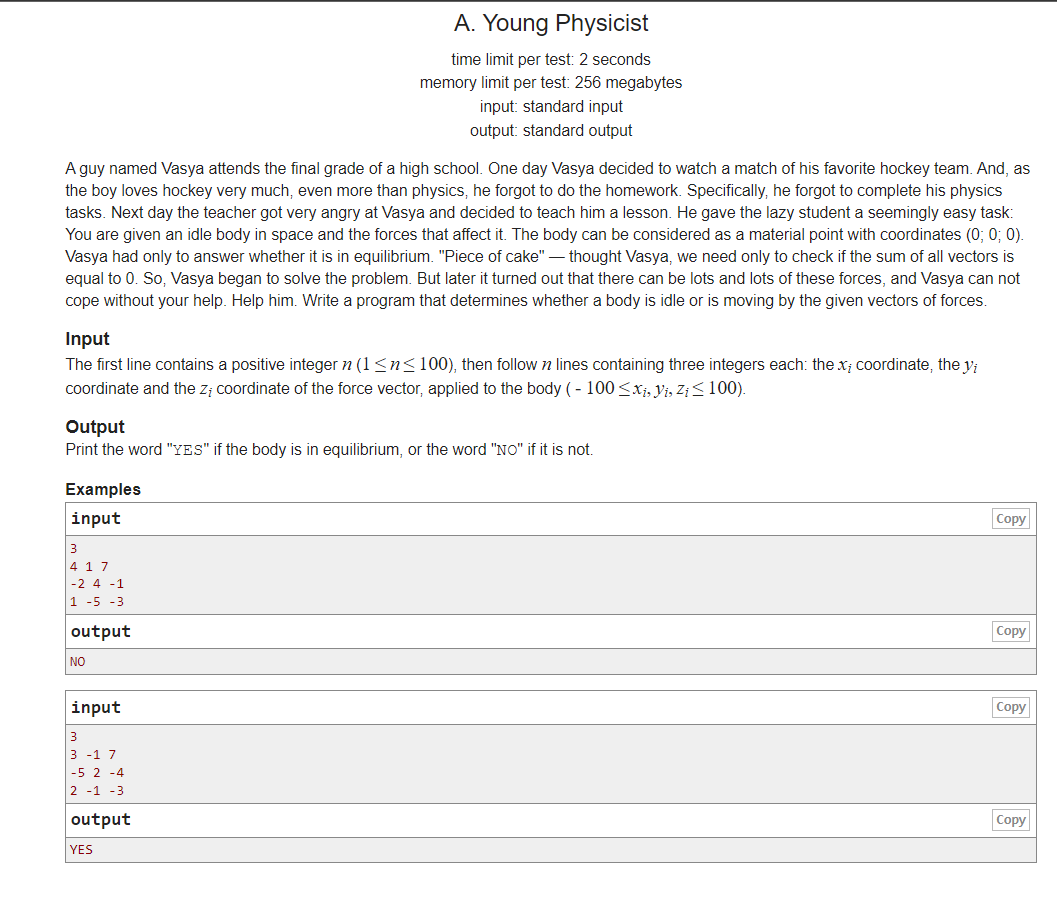 A. Young Physicist
time limit per test: 2 seconds
memory limit per test: 256 megabytes
input: standard input
output: standard output
A guy named Vasya attends the final grade of a high school. One day Vasya decided to watch a match of his favorite hockey team. And, as
the boy loves hockey very much, even more than physics, he forgot to do the homework. Specifically, he forgot to complete his physics
tasks. Next day the teacher got very angry at Vasya and decided to teach him a lesson. He gave the lazy student a seemingly easy task:
You are given an idle body in space and the forces that affect it. The body can be considered as a material point with coordinates (0; 0; 0).
Vasya had only to answer whether it is in equilibrium. "Piece of cake" — thought Vasya, we need only to check if the sum of all vectors is
equal to 0. So, Vasya began to solve the problem. But later it turned out that there can be lots and lots of these forces, and Vasya can not
cope without your help. Help him. Write a program that determines whether a body is idle or is moving by the given vectors of forces.
Input
The first line contains a positive integer n (1 ≤ n ≤ 100), then follow n lines containing three integers each: the xi coordinate, the yi
coordinate and the zi coordinate of the force vector, applied to the body ( - 100 ≤ xi, yi, zi ≤ 100).
Output
Print the word "YES" if the body is in equilibrium, or the word "NO" if it is not.
Examples
input Copy
3
4 1 7
-2 4 -1
1 -5 -3
output Copy
NO
input Copy
3
3 -1 7
-5 2 -4
2 -1 -3
output Copy
YES